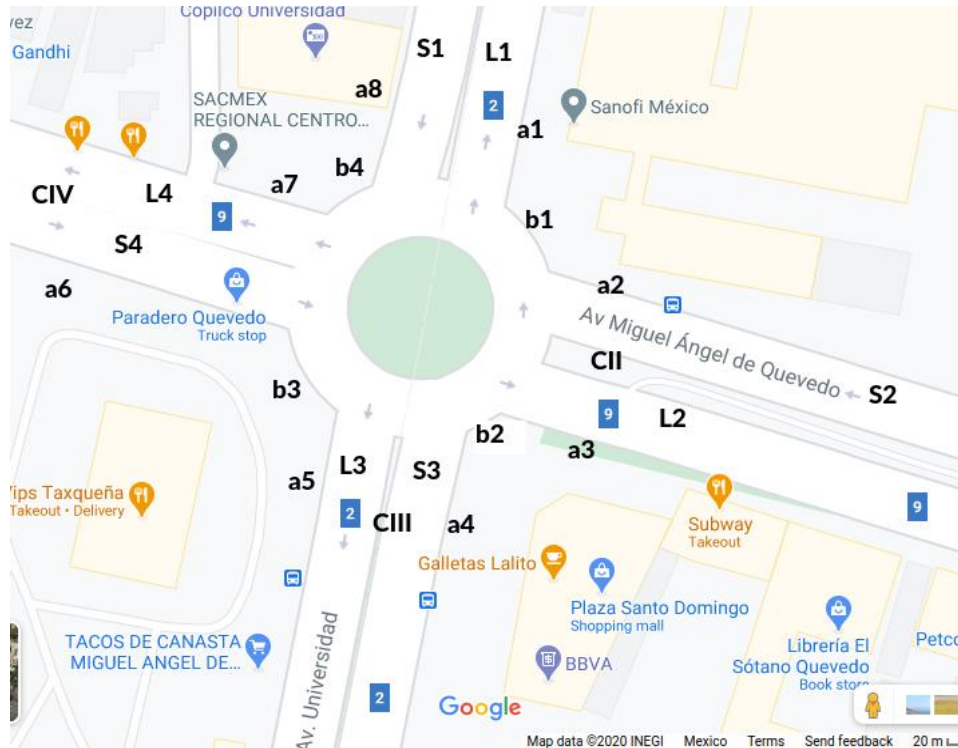 Copilco Universidad
vez
Gandhi
S1
L1
SACMEX
REGIONAL CENTRO...
a8
2
Sanofi México
a1
CIV
L4
a7
b4
9
b1
S4
a6
a2
Paradero Quevedo
Truck stop
Av Miguel Ángel de Quevedo
CII
S2
b3
9
L2
b2
a3
a5
L3
S3
Vips Taxqueña
Takeout • Delivery
2
CIII
a4
Subway
Takeout
9
Galletas Lalito
Plaza Santo Domingo
Shopping mall
TACOS DE CANASTA
MIGUEL ANGEL DE...
Av. Universidad
BBVA
Librería El
Sótano Quevedo
Book store
Petco
2
Google
Map data ©2020 INEGI Mexico Terms Send feedback 20 m